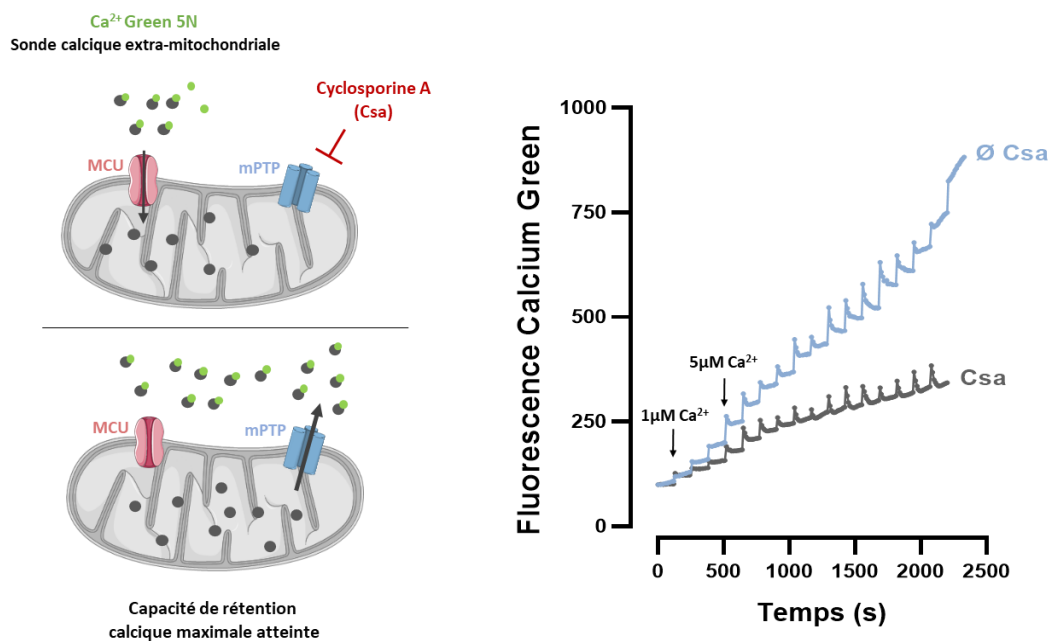 Ca²⁺ Green 5N
Sonde calcique extra-mitochondriale
Cyclosporine A
(Csa)
MCU
mPTP
MCU
mPTP
Capacité de rétention
calcique maximale atteinte
Fluorescence Calcium Green
1000
750
500
250
0
Ø Csa
5µM Ca²⁺
1µM Ca²⁺
Csa
0
500
1000
1500
2000
2500
Temps (s)